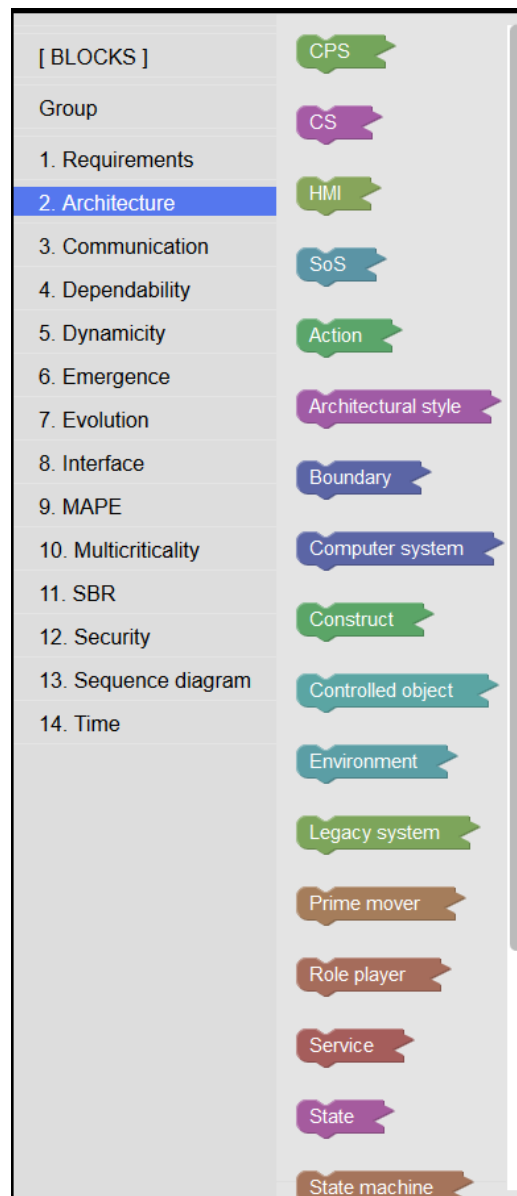 [ BLOCKS ]
Group
1. Requirements
2. Architecture
3. Communication
4. Dependability
5. Dynamicity
6. Emergence
7. Evolution
8. Interface
9. MAPE
10. Multicriticality
11. SBR
12. Security
13. Sequence diagram
14. Time
CPS
CS
HMI
SoS
Action
Architectural style
Boundary
Computer system
Construct
Controlled object
Environment
Legacy system
Prime mover
Role player
Service
State
State machine